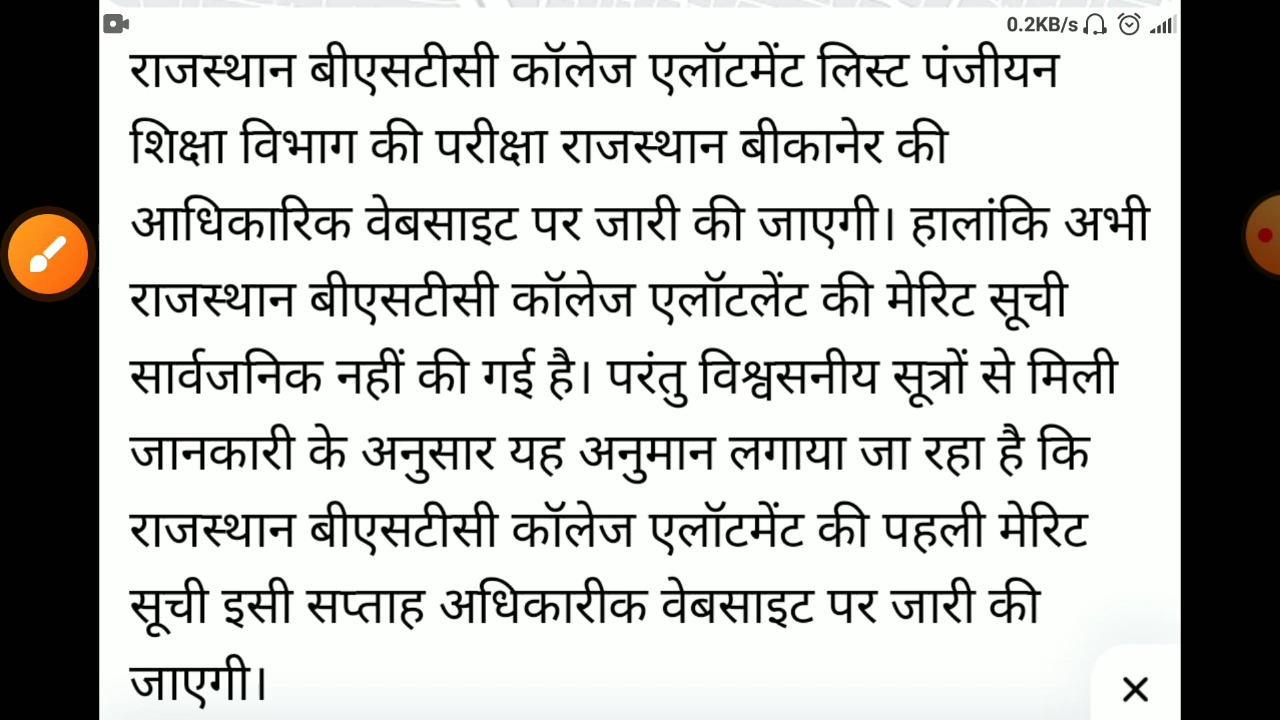 0.2KB/s
राजस्थान बीएसटीसी कॉलेज एलॉटमेंट लिस्ट पंजीयन
शिक्षा विभाग की परीक्षा राजस्थान बीकानेर की
आधिकारिक वेबसाइट पर जारी की जाएगी। हालांकि अभी
राजस्थान बीएसटीसी कॉलेज एलॉटलेंट की मेरिट सूची
सार्वजनिक नहीं की गई है। परंतु विश्वसनीय सूत्रों से मिली
जानकारी के अनुसार यह अनुमान लगाया जा रहा है कि
राजस्थान बीएसटीसी कॉलेज एलॉटमेंट की पहली मेरिट
सूची इसी सप्ताह अधिकारीक वेबसाइट पर जारी की
जाएगी।